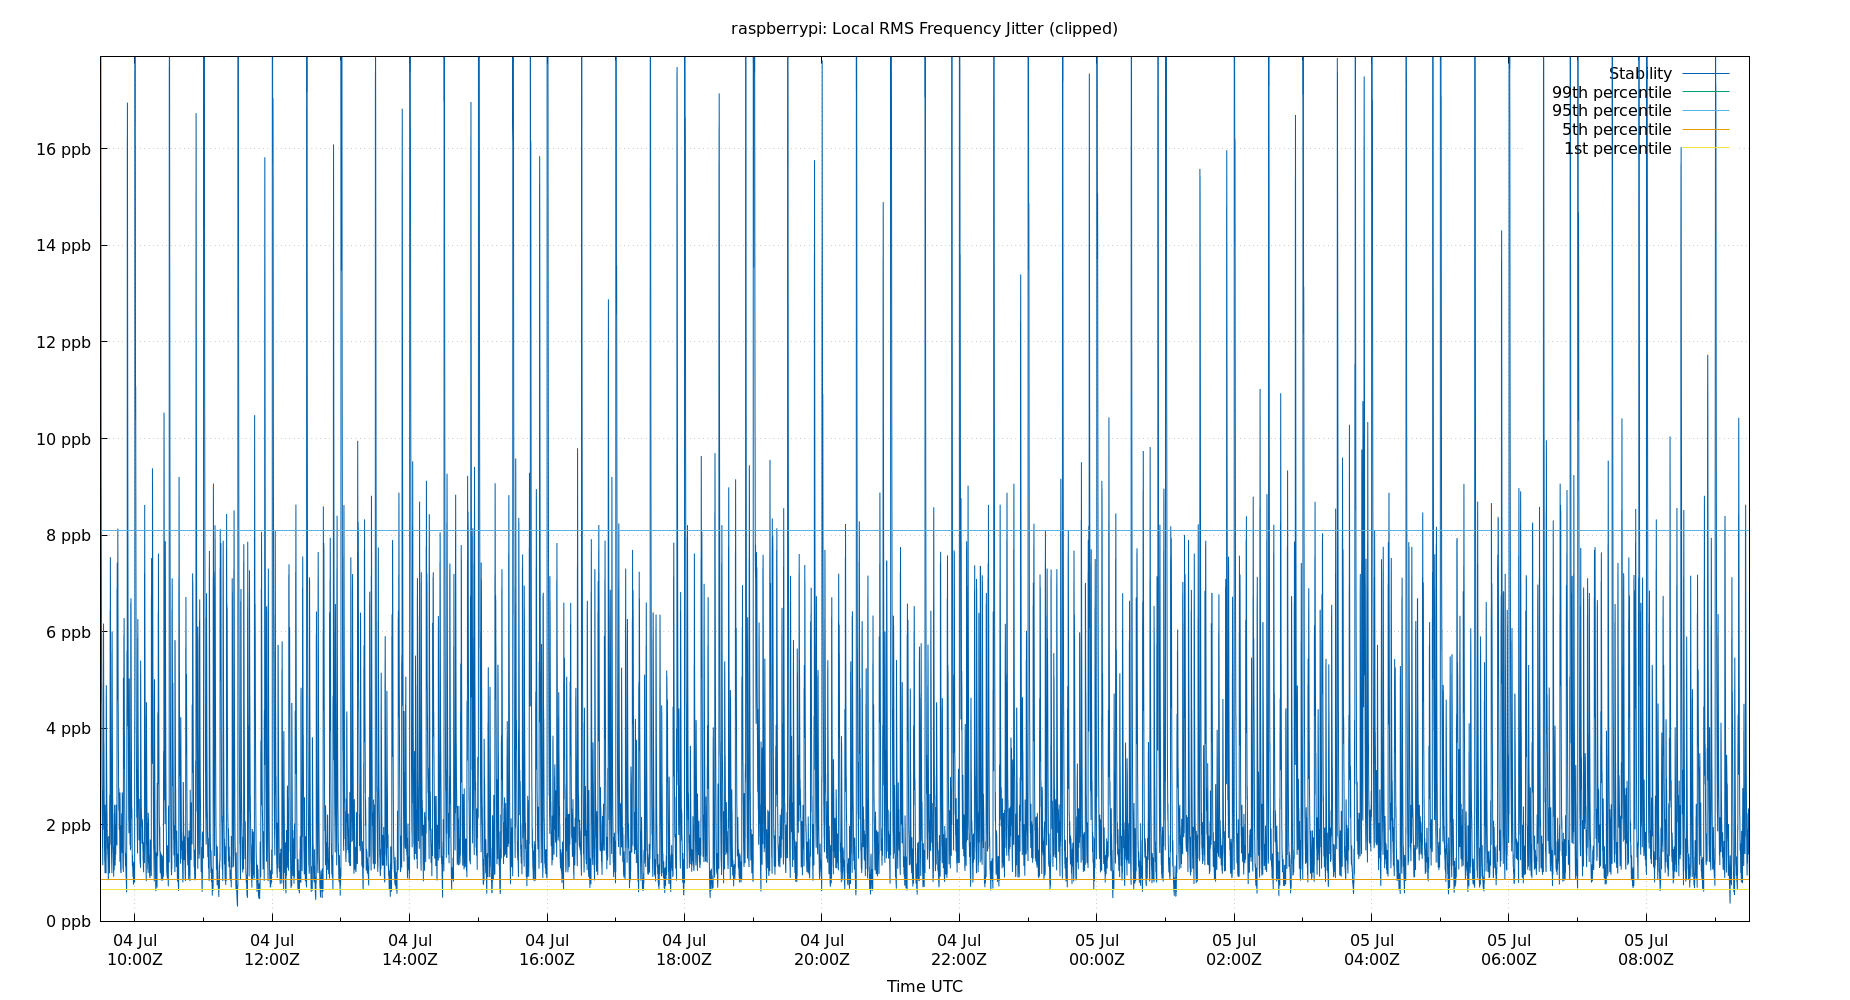 raspberrypi: Local RMS Frequency Jitter (clipped)
Stability
99th percentile
95th percentile
5th percentile
1st percentile
16 ppb
14 ppb
12 ppb
10 ppb
8 ppb
6 ppb
4 ppb
2 ppb
0 ppb
04 Jul 04 Jul 04 Jul 04 Jul 04 Jul 04 Jul 04 Jul 05 Jul 05 Jul 05 Jul 05 Jul 05 Jul
10:00Z 12:00Z 14:00Z 16:00Z 18:00Z 20:00Z 22:00Z 00:00Z 02:00Z 04:00Z 06:00Z 08:00Z
Time UTC